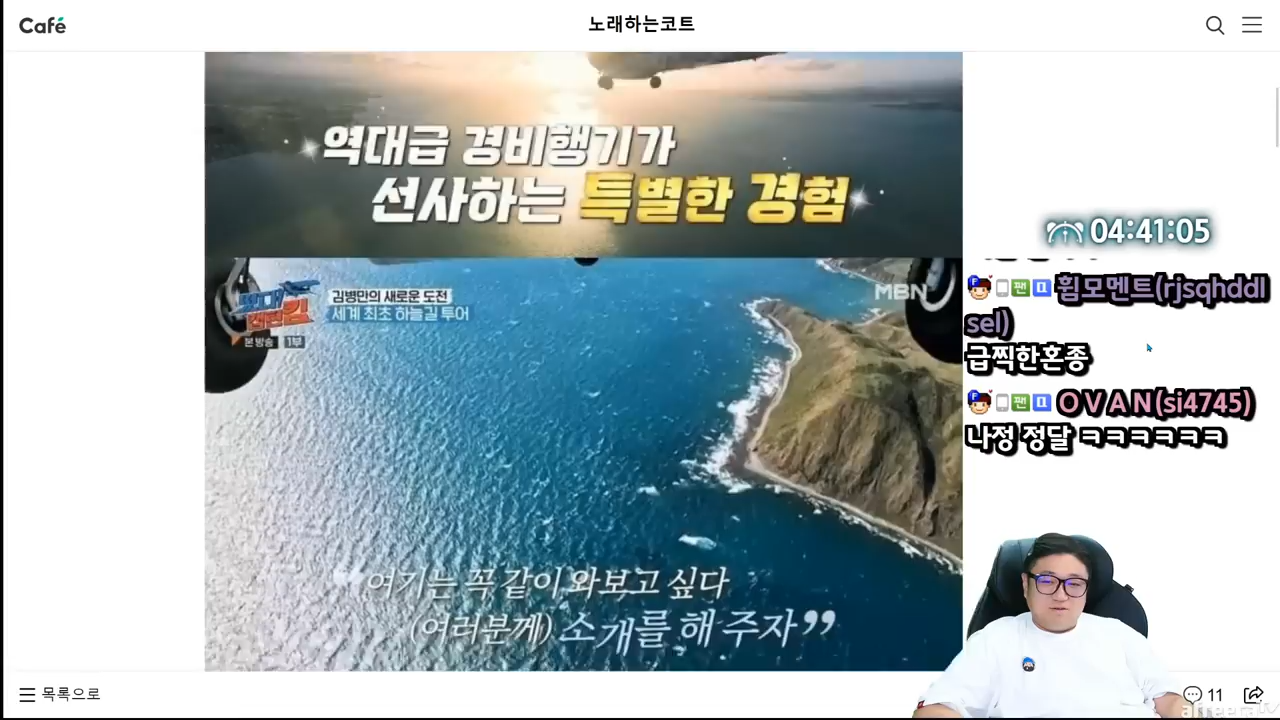 Café
노래하는코트
역대급 경비행기가
선사하는 특별한 경험
김병만의 새로운 도전
세계 최초 하늘길 투어
본 방송 1부
MBN
"여기는 꼭 같이 와보고 싶다
(여러분께) 소개를 해 주자"
04:41:05
휨모멘트(rjsqhddl
sel)
급찍한혼종
O V A N(si4745)
나정 정달 ㅋㅋㅋㅋㅋㅋ
목록으로
11
afreecaTV